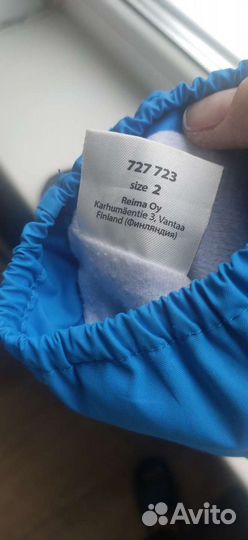 727 723
size 2
Reima Oy
Karhumäentie 3, Vantaa
Finland (Финляндия)
Avito